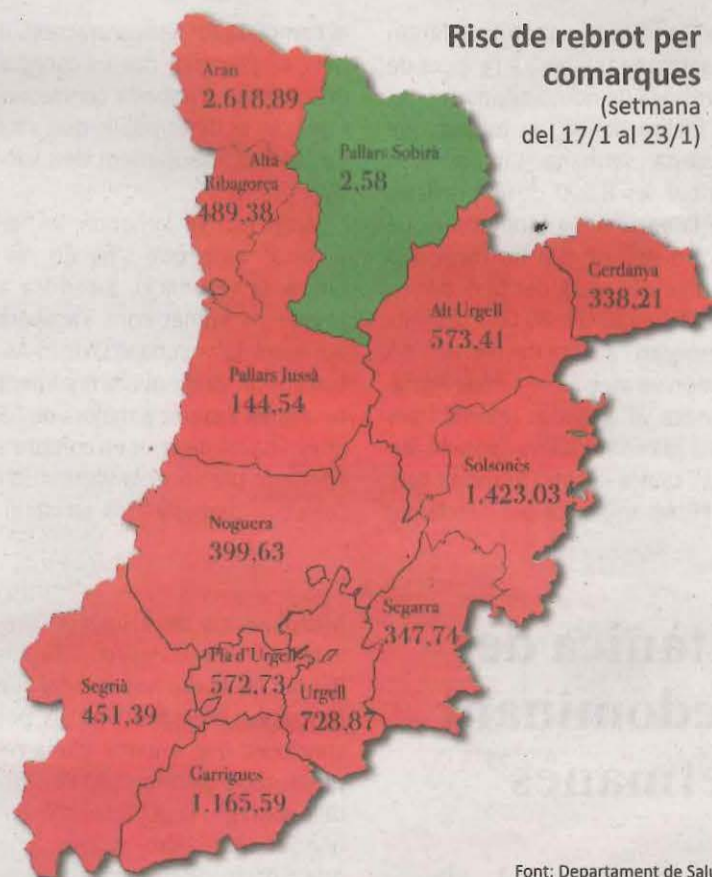 Risc de rebrot per
comarques
(setmana
del 17/1 al 23/1)
Aran
2.618,89
Alta
Ribagorça
489,38
Pallars Sobirà
2,58
Cerdanya
338,21
Alt Urgell
573,41
Pallars Jussà
144,54
Solsonès
1.423,03
Noguera
399,63
Segarra
347,74
Pla d'Urgell
572,73
Urgell
728,87
Segrià
451,39
Garrigues
1.165,59
Font: Departament de Salut